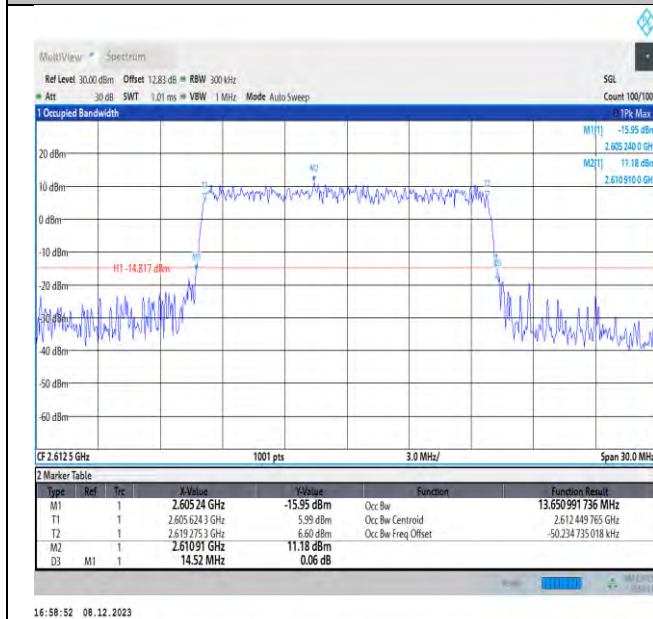 MultiView Spectrum
Ref Level 30.00 dBm Offset 12.83 dB RBW 300 kHz SGL
Att 30 dB SWT 1.01 ms VBW 1 MHz Mode Auto Sweep Count 100/100
1 Occupied Bandwidth 1Pk Max
M1[1] -15.95 dBm
2.605 240 0 GH
M2[1] 11.18 dBm
2.610 910 0 GH
20 dBm
M2
10 dBm T1 T2
0 dBm
-10 dBm
M1
H1 -14.817 dBm
-20 dBm
-30 dBm
-40 dBm
-50 dBm
-60 dBm
CF 2.612 5 GHz 1001 pts 3.0 MHz/ Span 30.0 MHz
2 Marker Table
Type Ref Trc X-Value Y-Value Function Function Result
M1 1 2.605 24 GHz -15.95 dBm Occ Bw 13.650 991 736 MHz
T1 1 2.605 624 3 GHz 5.99 dBm Occ Bw Centroid 2.612 449 765 GHz
T2 1 2.619 275 3 GHz 6.60 dBm Occ Bw Freq Offset -50.234 735 018 kHz
M2 1 2.610 91 GHz 11.18 dBm
D3 M1 1 14.52 MHz 0.06 dB
16:58:52 08.12.2023